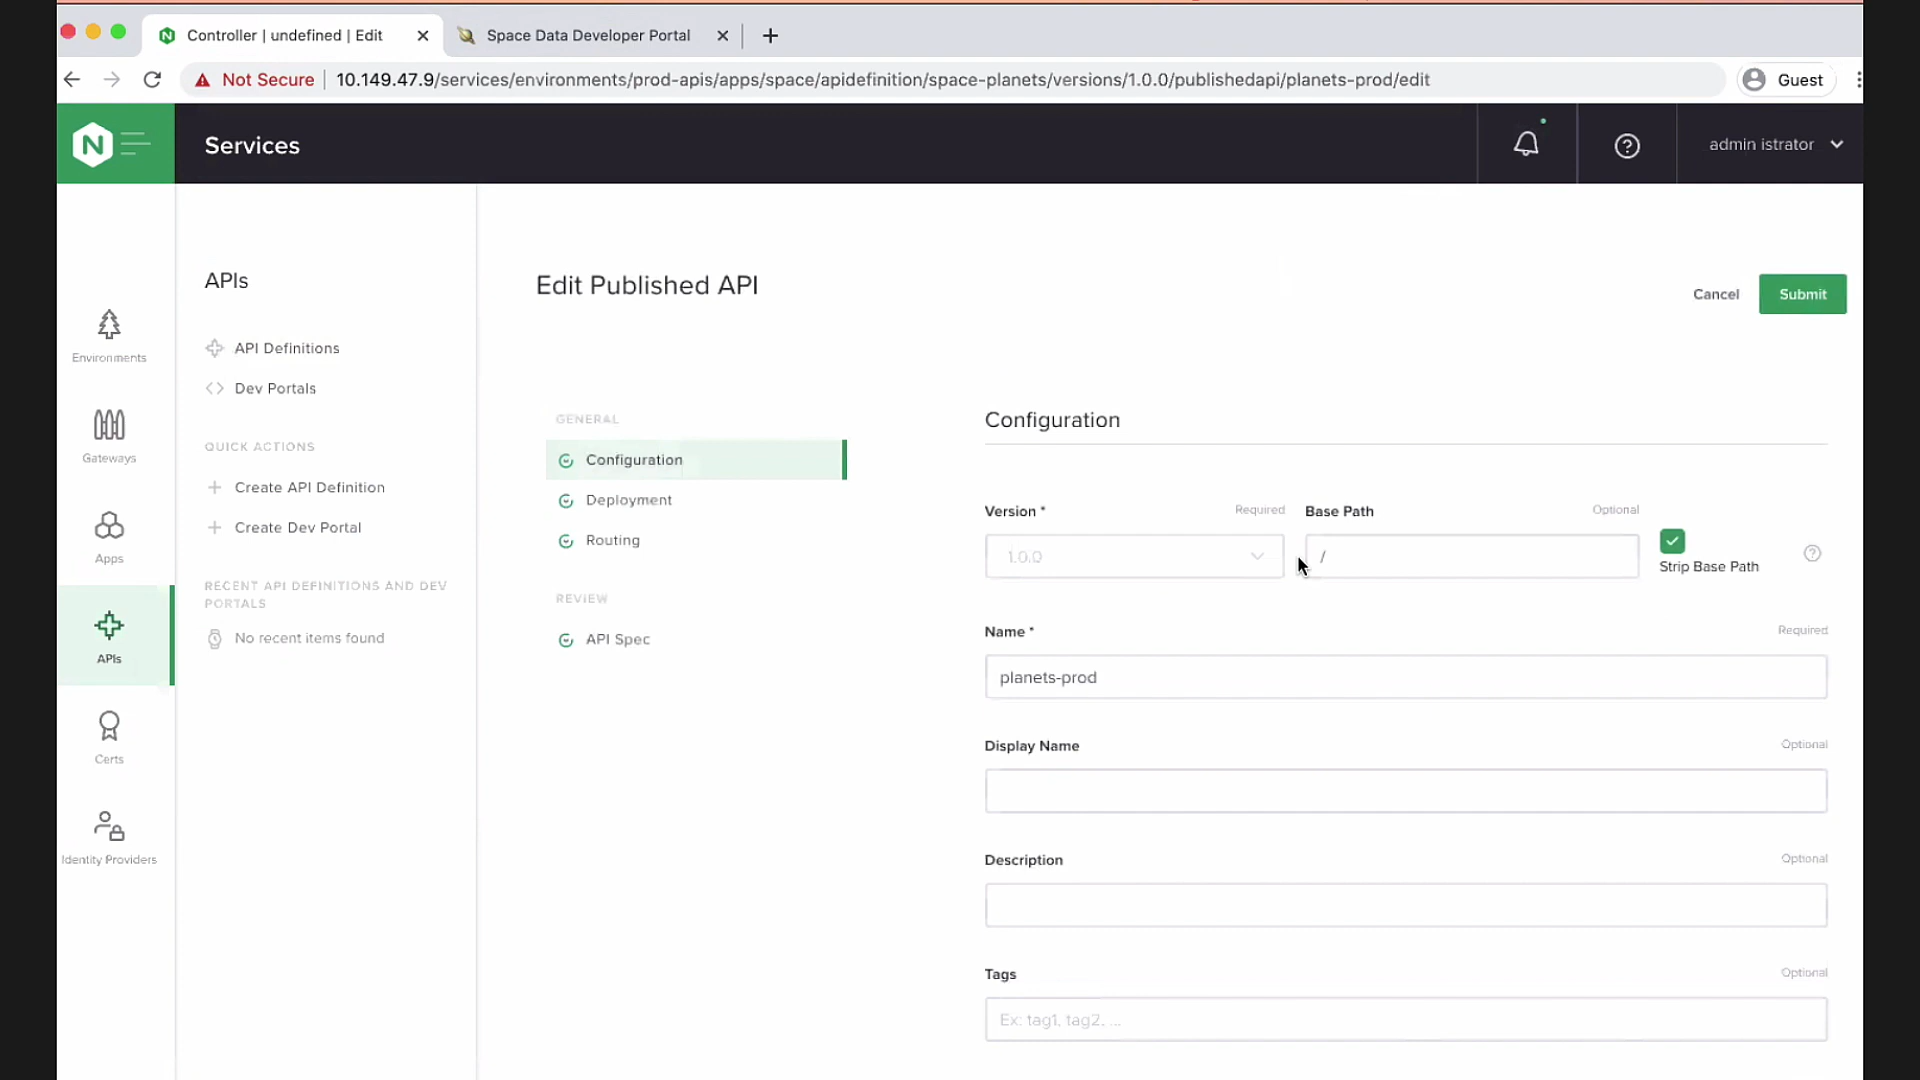 Controller | undefined | Edit
Space Data Developer Portal
Not Secure
10.149.47.9/services/environments/prod-apis/apps/space/apidefinition/space-planets/versions/1.0.0/publishedapi/planets-prod/edit
Guest
N
Services
admin istrator
Environments
Gateways
Apps
APIs
Certs
Identity Providers
APIs
API Definitions
Dev Portals
QUICK ACTIONS
Create API Definition
Create Dev Portal
RECENT API DEFINITIONS AND DEV
PORTALS
No recent items found
Edit Published API
Cancel
Submit
GENERAL
Configuration
Deployment
Routing
REVIEW
API Spec
Configuration
Version *
Required
Base Path
Optional
1.0.0
/
Strip Base Path
Name *
Required
planets-prod
Display Name
Optional
Description
Optional
Tags
Optional
Ex: tag1, tag2, ...